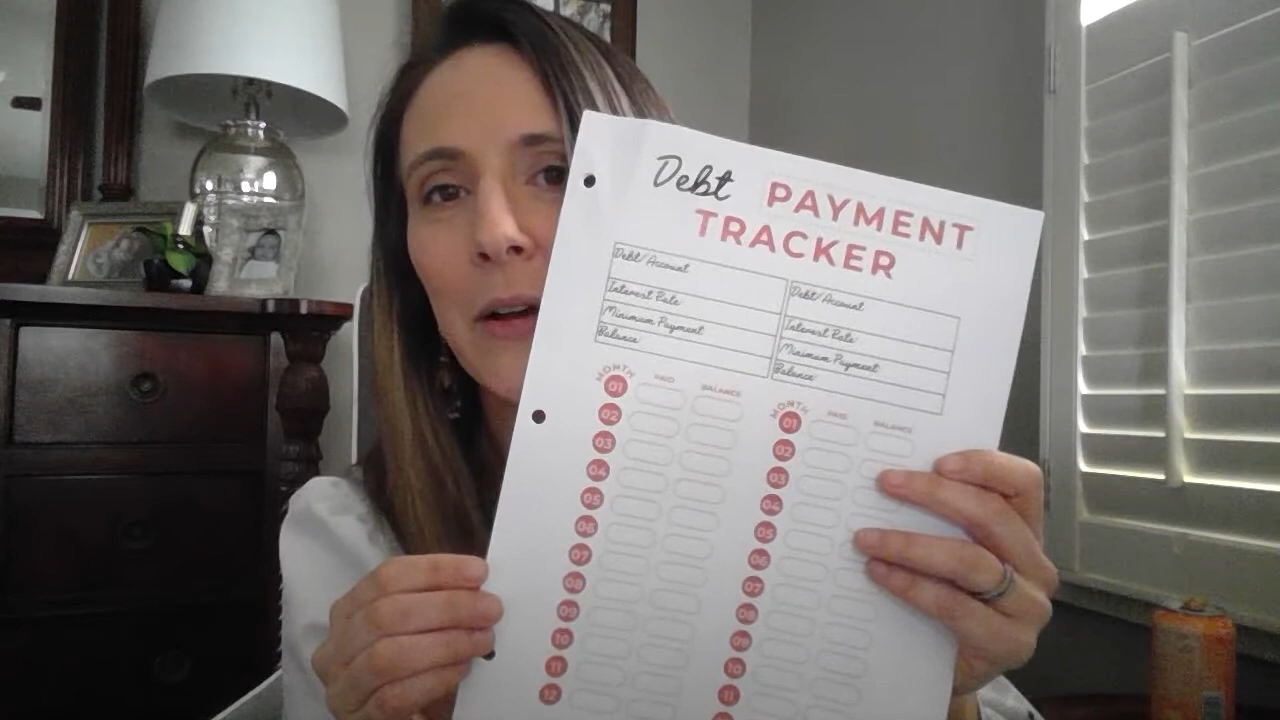 Debt PAYMENT
TRACKER
Debt/Account
Interest Rate
Minimum Payment
Balance
Debt/Account
Interest Rate
Minimum Payment
Balance
MONTH PAID BALANCE
01
02
03
04
05
06
07
08
09
10
11
12
MONTH PAID BALANCE
01
02
03
04
05
06
07
08
09
10
11